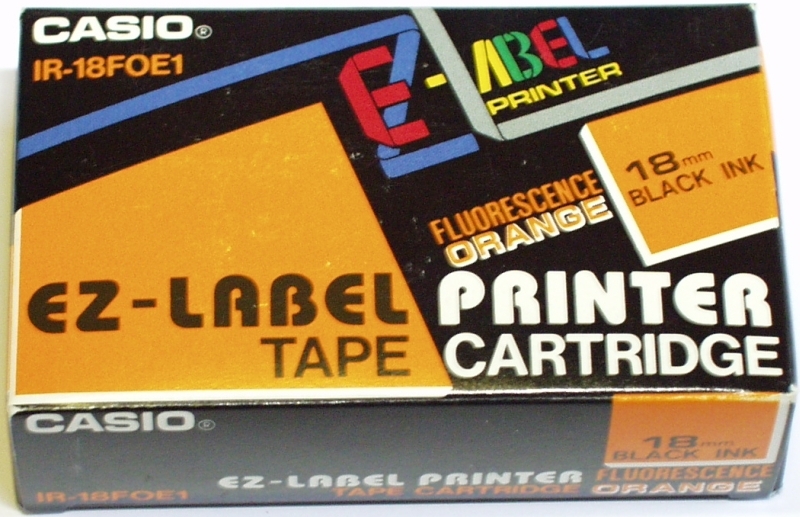 CASIO®
IR-18FOE1
EZ-LABEL
PRINTER
18mm
BLACK INK
FLUORESCENCE
ORANGE
EZ-LABEL PRINTER
TAPE CARTRIDGE
CASIO®
IR-18FOE1
EZ-LABEL PRINTER
TAPE CARTRIDGE
18mm
BLACK INK
FLUORESCENCE
ORANGE